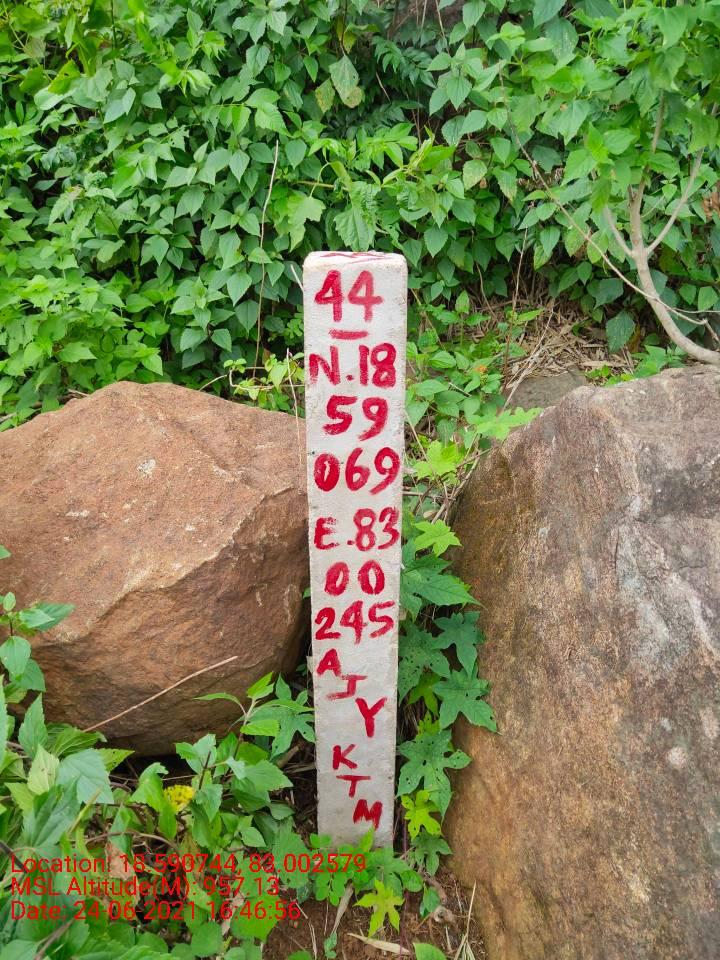 44
N.18
59
069
E.83
00
245
A
J
Y
K
T
M
Location: 18.590744, 83.002579
MSL Altitude(M): 957.13
Date: 24-06-2021 16:46:56